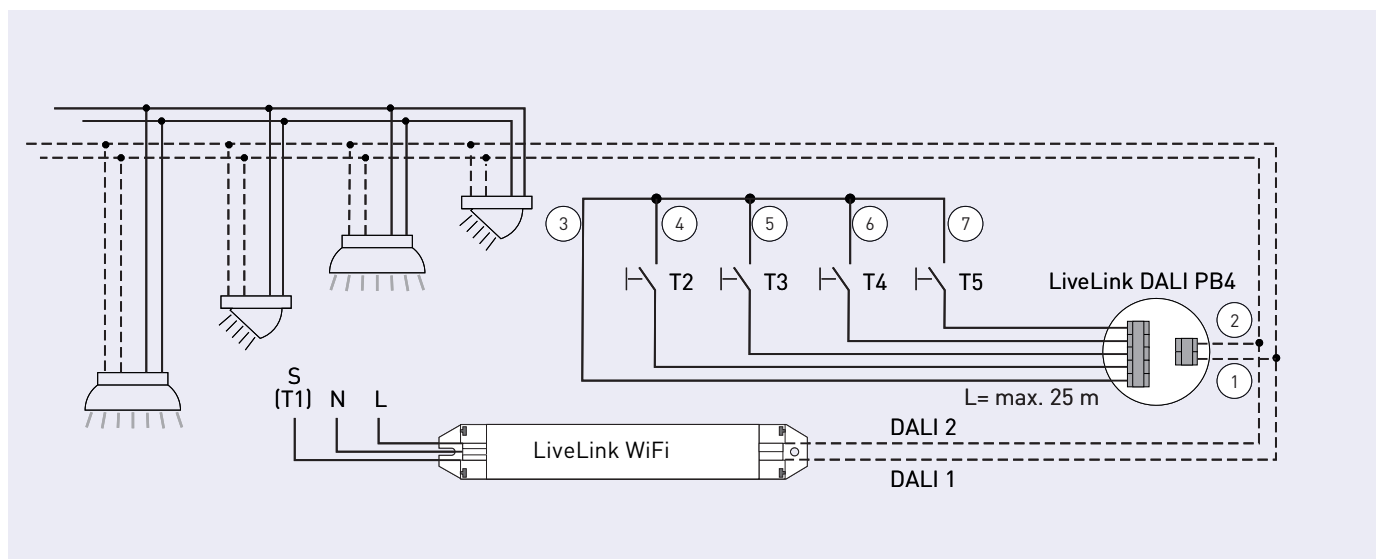 3
4
5
6
7
T2
T3
T4
T5
LiveLink DALI PB4
2
1
L= max. 25 m
S
(T1)
N
L
LiveLink WiFi
DALI 2
DALI 1